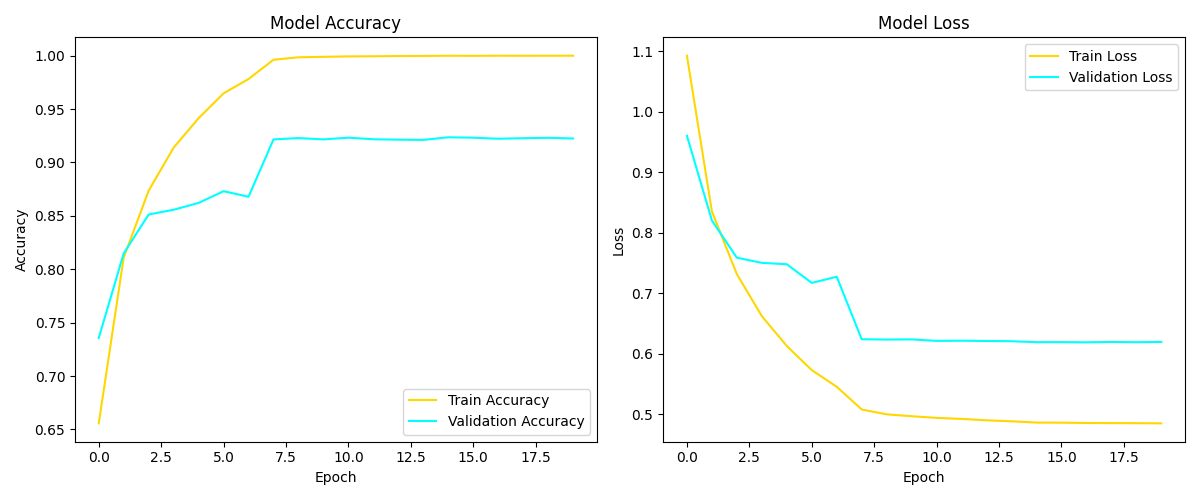 Model Accuracy
1.00
0.95
0.90
0.85
0.80
0.75
0.70
0.65
Accuracy
0.0 2.5 5.0 7.5 10.0 12.5 15.0 17.5
Epoch
Train Accuracy
Validation Accuracy
Model Loss
1.1
1.0
0.9
0.8
0.7
0.6
0.5
Loss
0.0 2.5 5.0 7.5 10.0 12.5 15.0 17.5
Epoch
Train Loss
Validation Loss